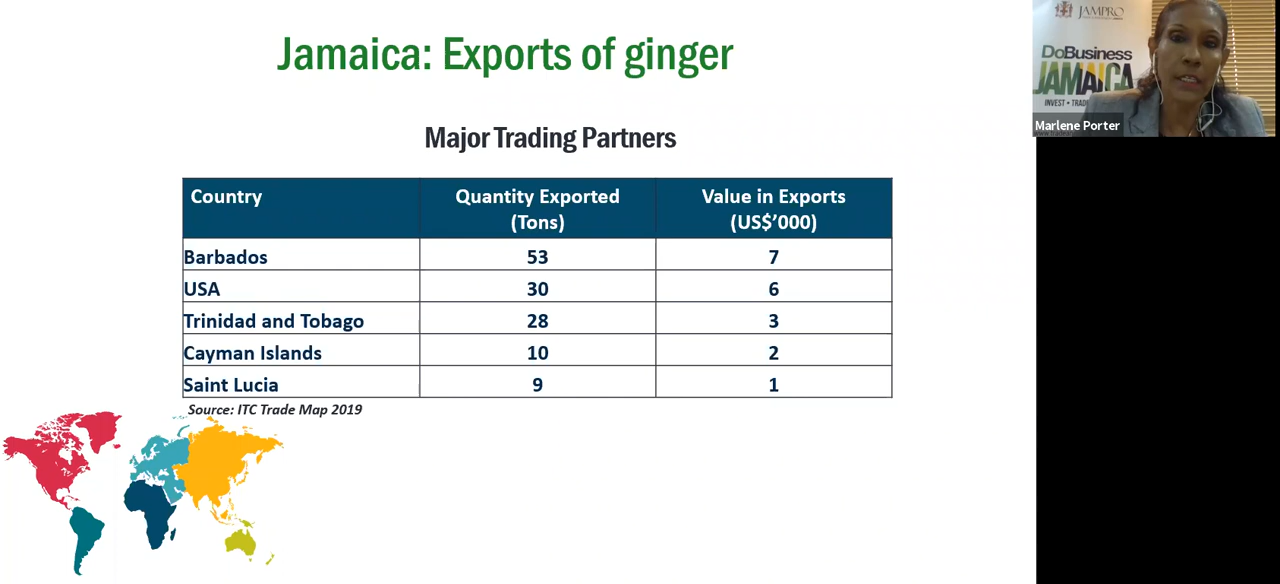 Jamaica: Exports of ginger
Major Trading Partners
Country Quantity Exported (Tons) Value in Exports (US$'000)
Barbados 53 7
USA 30 6
Trinidad and Tobago 28 3
Cayman Islands 10 2
Saint Lucia 9 1
Source: ITC Trade Map 2019
JAMPRO
DoBusiness
JAMAICA
INVEST • TRAD
Marlene Porter